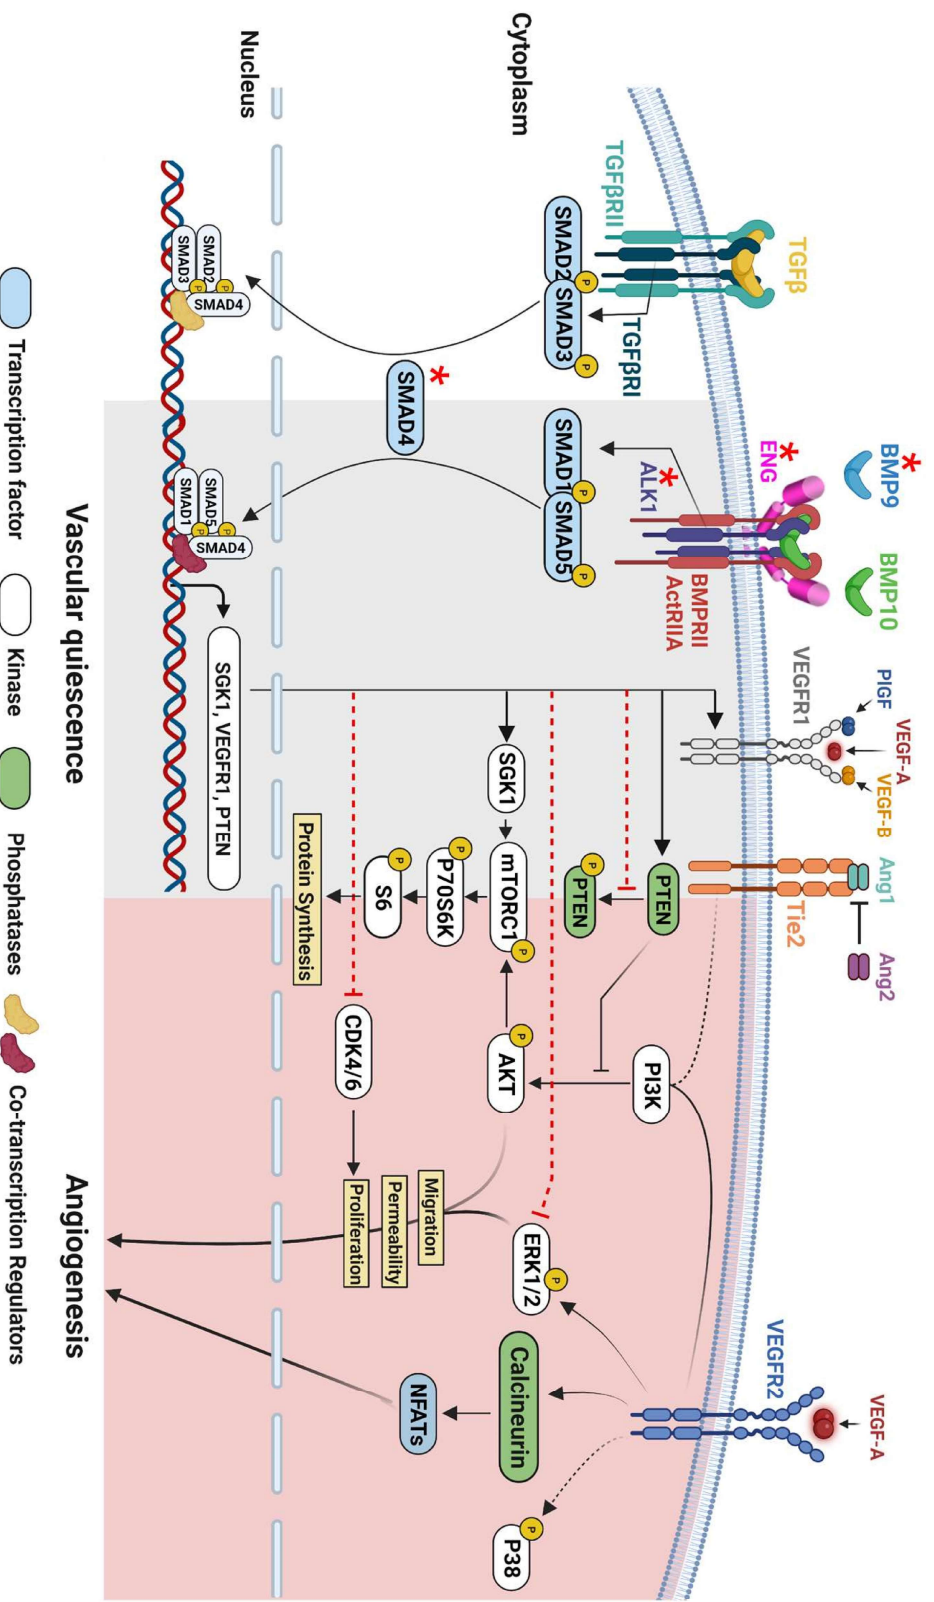 TGFβ
TGFβRII
TGFβRI
BMP9
*
BMP10
ENG
*
ALK1
*
BMPRII
ActRIIA
PlGF
VEGF-A
VEGF-B
VEGFR1
Ang1
Ang2
Tie2
VEGF-A
VEGFR2
Cytoplasm
SMAD2
P
SMAD3
P
SMAD1
P
SMAD5
P
SMAD4
*
PTEN
P
PTEN
PI3K
SGK1
mTORC1
P
P
AKT
P
P70S6K
P
S6
Protein Synthesis
CDK4/6
P
ERK1/2
Migration
Permeability
Proliferation
Calcineurin
NFATs
P
P38
Nucleus
SMAD2
P
SMAD3
P
SMAD4
SMAD5
P
SMAD1
P
SMAD4
SGK1, VEGFR1, PTEN
Vascular quiescence
Angiogenesis
Transcription factor
Kinase
Phosphatases
Co-transcription Regulators